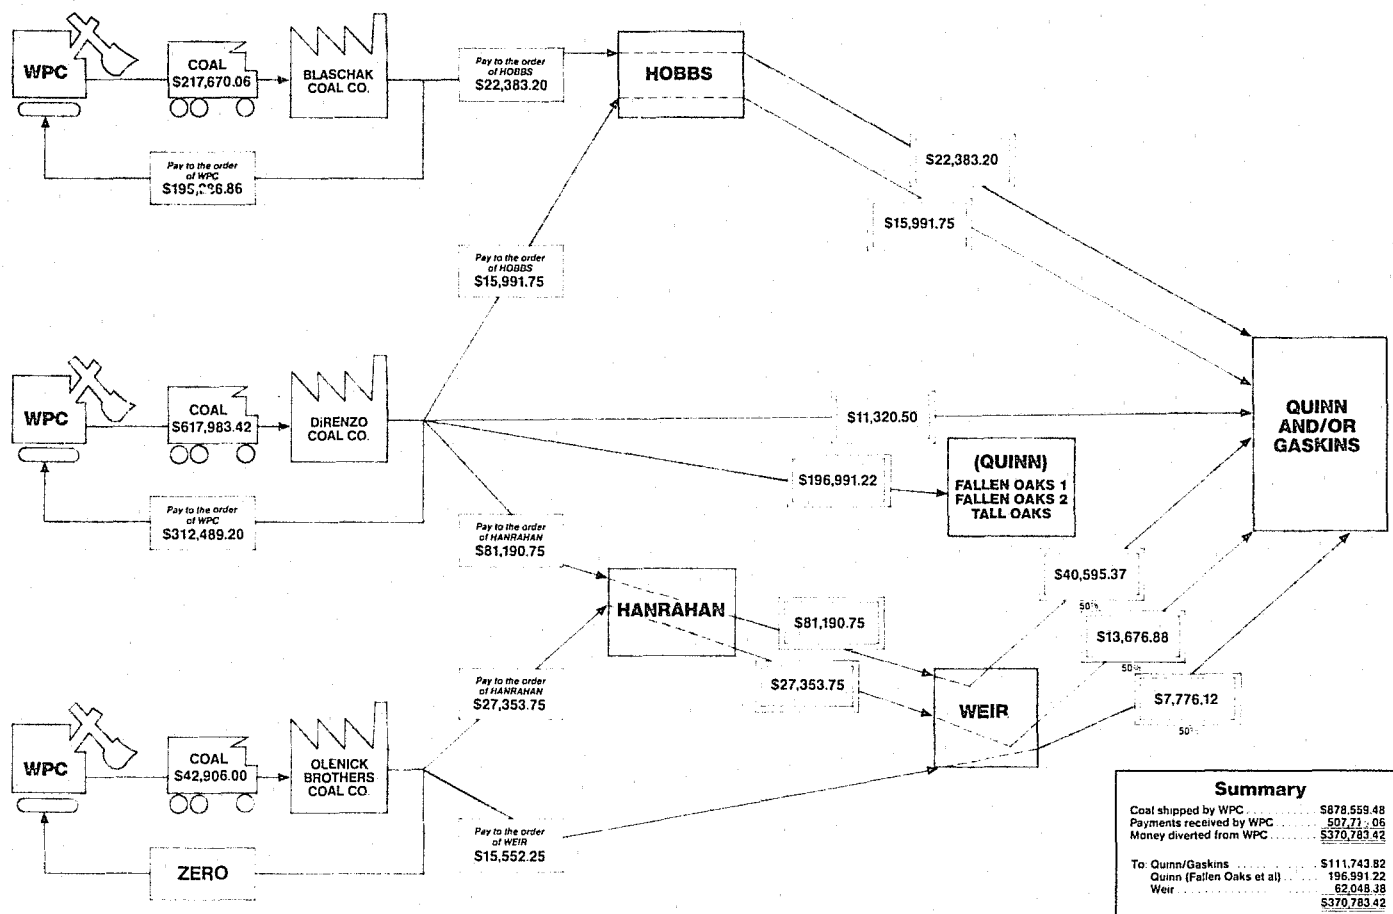 WPC
COAL
$217,670.06
BLASCHAK
COAL CO.
Pay to the order
of HOBBS
$22,383.20
HOBBS
Pay to the order
of WPC
$22,383.20
$15,991.75
Pay to the order
of HOBBS
$15,991.75
WPC
COAL
$617,983.42
DiRENZO
COAL CO.
$11,320.50
QUINN
AND/OR
GASKINS
(QUINN)
FALLEN OAKS 1
FALLEN OAKS 2
TALL OAKS
$196,991.22
Pay to the order
of WPC
$312,489.20
Pay to the order
of HANRAHAN
$81,190.75
HANRAHAN
$81,190.75
$27,353.75
$40,595.37
50%
$13,676.88
50%
$7,776.12
50%
WEIR
Pay to the order
of HANRAHAN
$27,353.75
WPC
COAL
$42,906.00
OLENICK
BROTHERS
COAL CO.
Pay to the order
of WEIR
$15,552.25
ZERO
Summary
Coal shipped by WPC $878,559.48
Payments received by WPC
Money diverted from WPC $370,783.42
To: Quinn/Gaskins $111,743.82
Quinn (Fallen Oaks et al) 196,991.22
Weir 62,048.38
$370,783.42